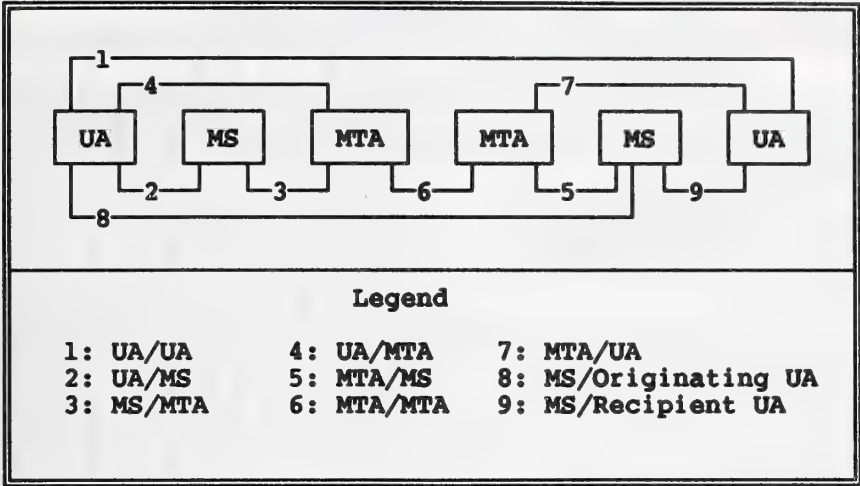 1
4 7
UA MS MTA MTA MS UA
2 3 6 5 9
8
Legend
1: UA/UA 4: UA/MTA 7: MTA/UA
2: UA/MS 5: MTA/MS 8: MS/Originating UA
3: MS/MTA 6: MTA/MTA 9: MS/Recipient UA